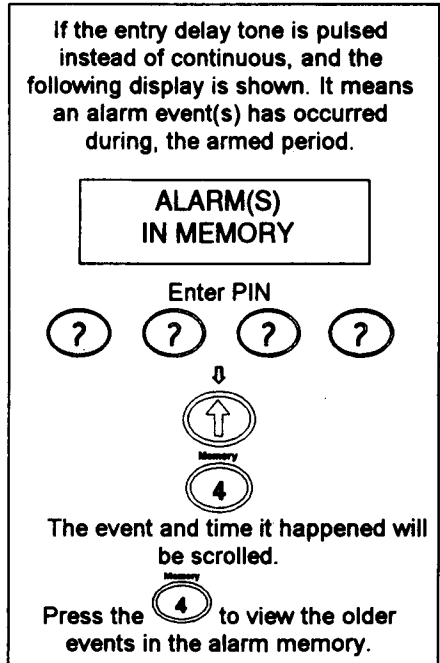 If the entry delay tone is pulsed
instead of continuous, and the
following display is shown. It means
an alarm event(s) has occurred
during, the armed period.
ALARM(S)
IN MEMORY
Enter PIN
? ? ? ?
Memory
4
The event and time it happened will
be scrolled.
Memory
Press the 4 to view the older
events in the alarm memory.